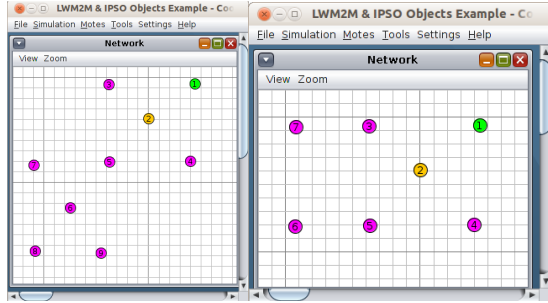 LWM2M & IPSO Objects Example - Co
File Simulation Motes Tools Settings Help
Network
View Zoom
3
1
2
7
5
4
6
8
9
LWM2M & IPSO Objects Example - Co
File Simulation Motes Tools Settings Help
Network
View Zoom
7
3
1
2
6
5
4